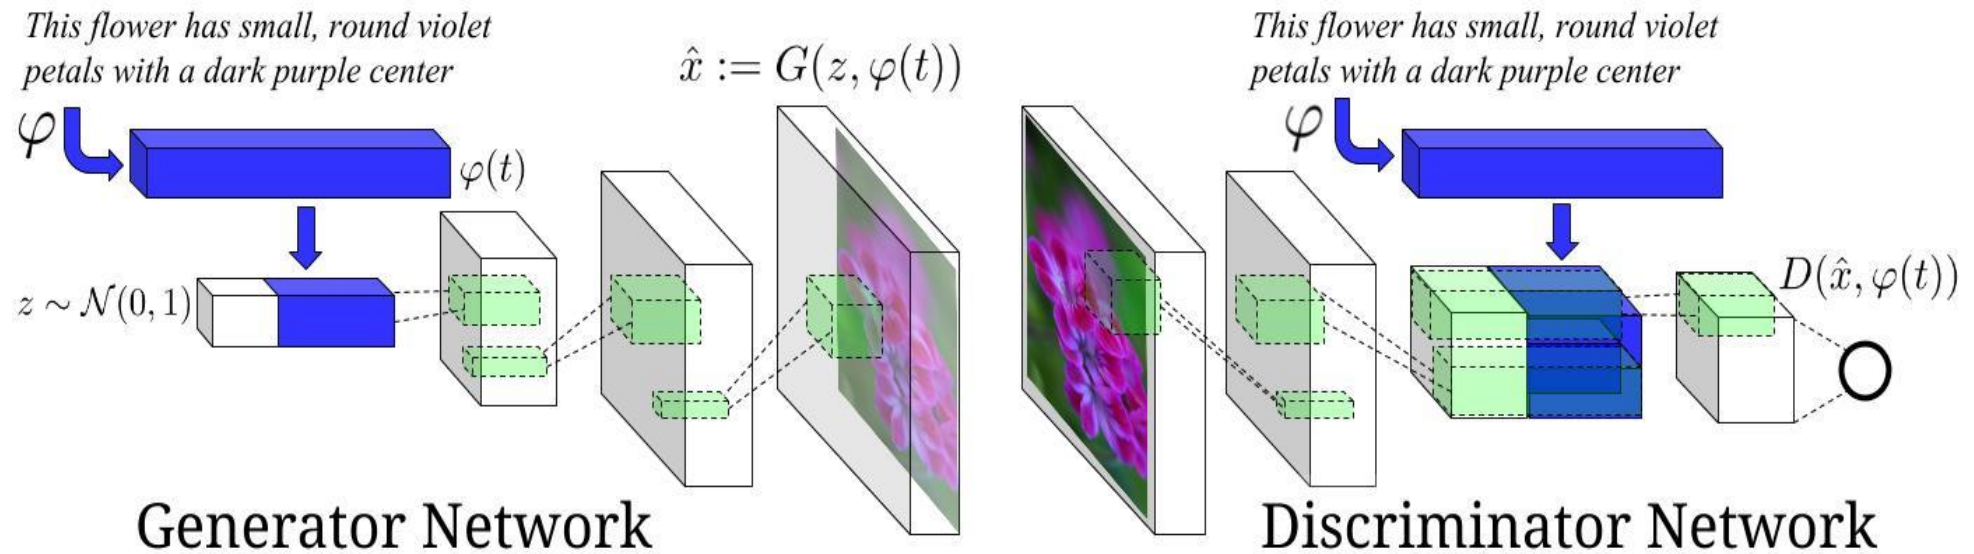 This flower has small, round violet
petals with a dark purple center
φ
φ(t)
z ~ 𝒩(0, 1)
x̂ := G(z, φ(t))
Generator Network
This flower has small, round violet
petals with a dark purple center
φ
D(x̂, φ(t))
Discriminator Network